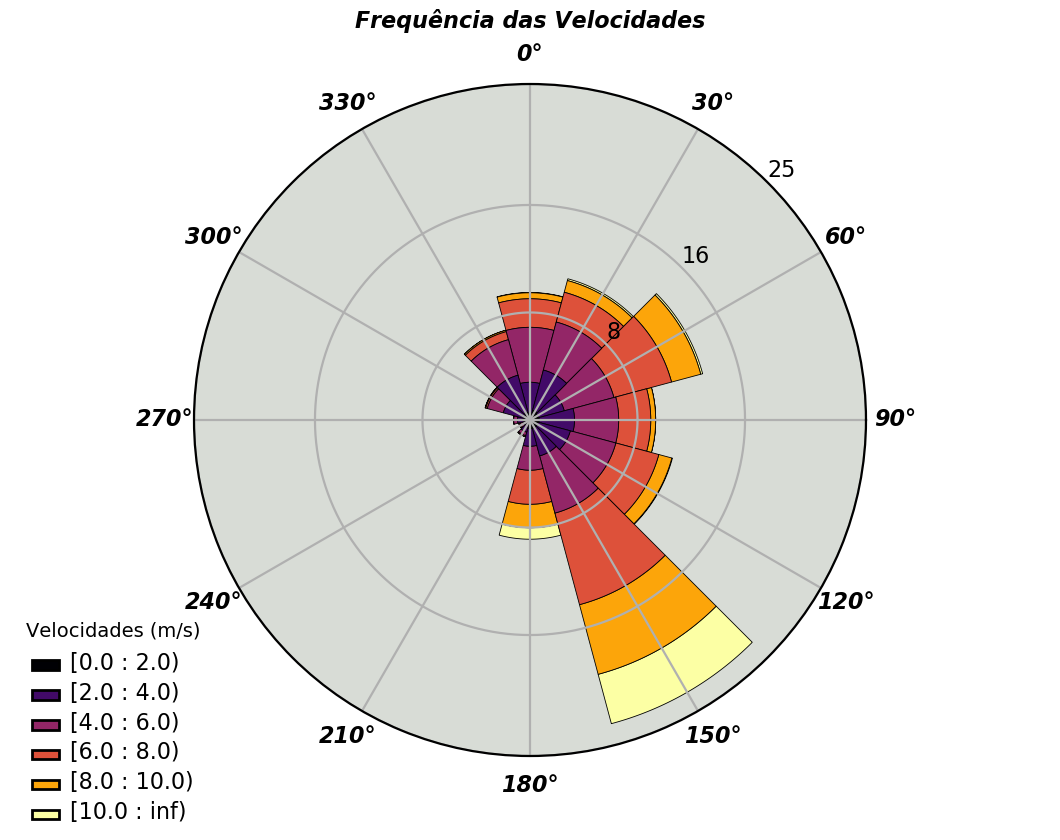 Frequência das Velocidades
0°
330°
30°
25
300°
60°
16
8
270°
90°
240°
120°
210°
150°
180°
Velocidades (m/s)
[0.0 : 2.0)
[2.0 : 4.0)
[4.0 : 6.0)
[6.0 : 8.0)
[8.0 : 10.0)
[10.0 : inf)